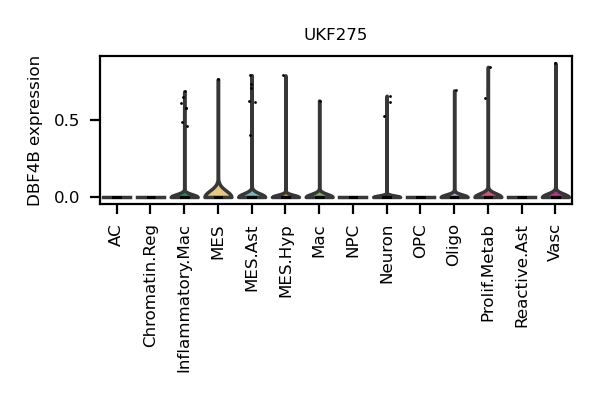 UKF275
DBF4B expression
0.5
0.0
AC
Chromatin.Reg
Inflammatory.Mac
MES
MES.Ast
MES.Hyp
Mac
NPC
Neuron
OPC
Oligo
Prolif.Metab
Reactive.Ast
Vasc